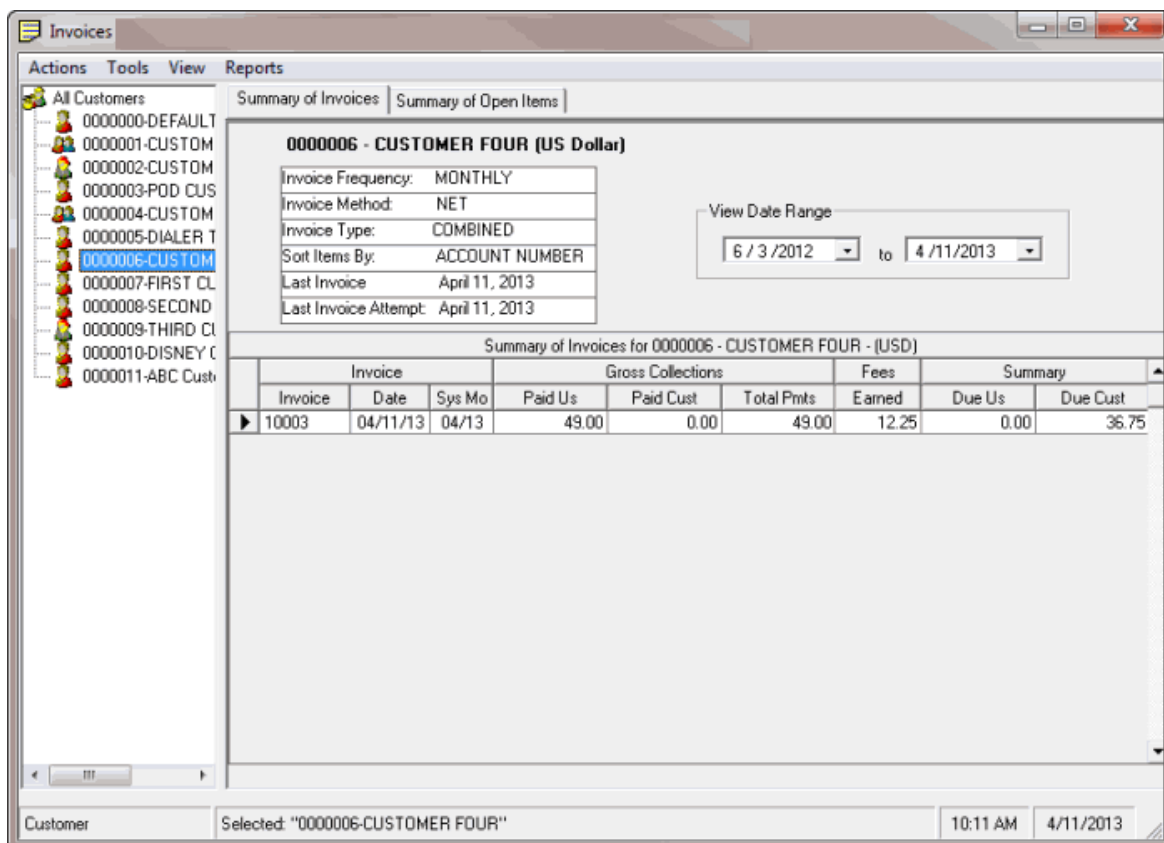 Invoices
Actions Tools View Reports
All Customers
0000000-DEFAULT
0000001-CUSTOM
0000002-CUSTOM
0000003-POD CUS
0000004-CUSTOM
0000005-DIALER T
0000006-CUSTOM
0000007-FIRST CL
0000008-SECOND
0000009-THIRD CL
0000010-DISNEY C
0000011-ABC Cust
Summary of Invoices Summary of Open Items
0000006 - CUSTOMER FOUR (US Dollar)
Invoice Frequency: MONTHLY
Invoice Method: NET
Invoice Type: COMBINED
Sort Items By: ACCOUNT NUMBER
Last Invoice April 11, 2013
Last Invoice Attempt: April 11, 2013
View Date Range
6 / 3 /2012 to 4 /11/2013
Summary of Invoices for 0000006 - CUSTOMER FOUR - (USD)
Invoice Gross Collections Fees Summary
Invoice Date Sys Mo Paid Us Paid Cust Total Pmts Earned Due Us Due Cust
10003 04/11/13 04/13 49.00 0.00 49.00 12.25 0.00 36.75
Customer Selected: "0000006-CUSTOMER FOUR" 10:11 AM 4/11/2013